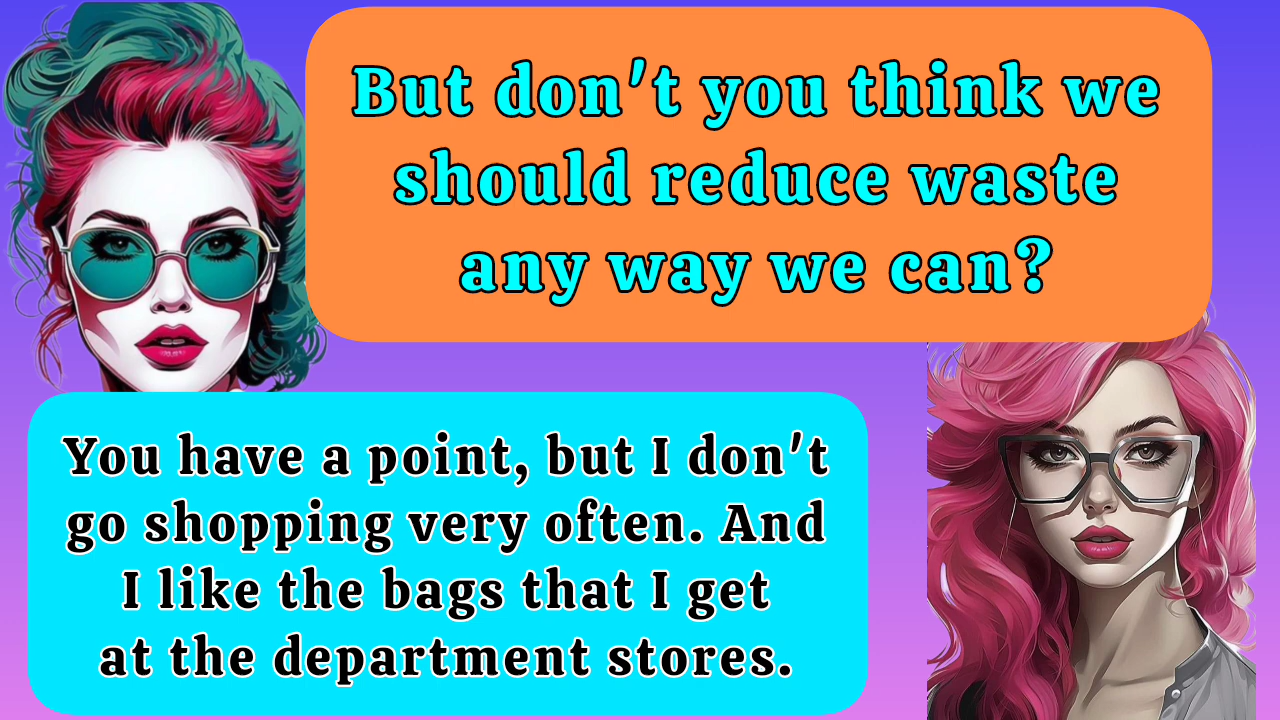 But don't you think we
should reduce waste
any way we can?
You have a point, but I don't
go shopping very often. And
I like the bags that I get
at the department stores.